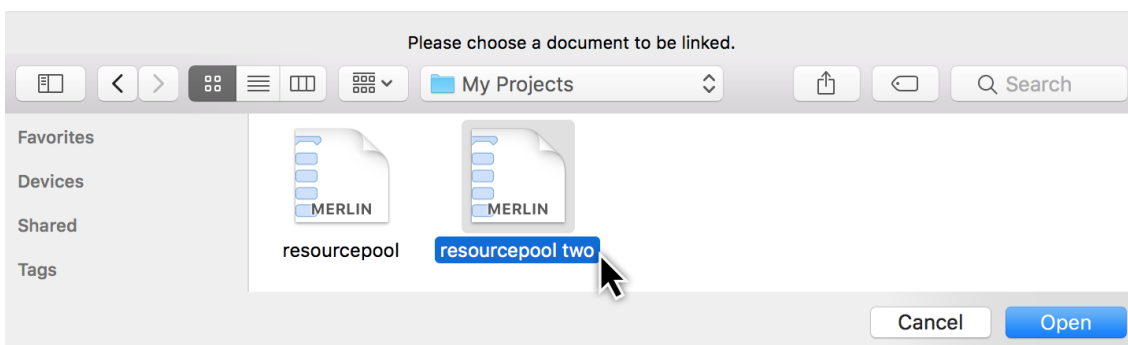 Please choose a document to be linked.
My Projects
Search
Favorites
Devices
Shared
Tags
MERLIN
MERLIN
resourcepool
resourcepool two
Cancel
Open